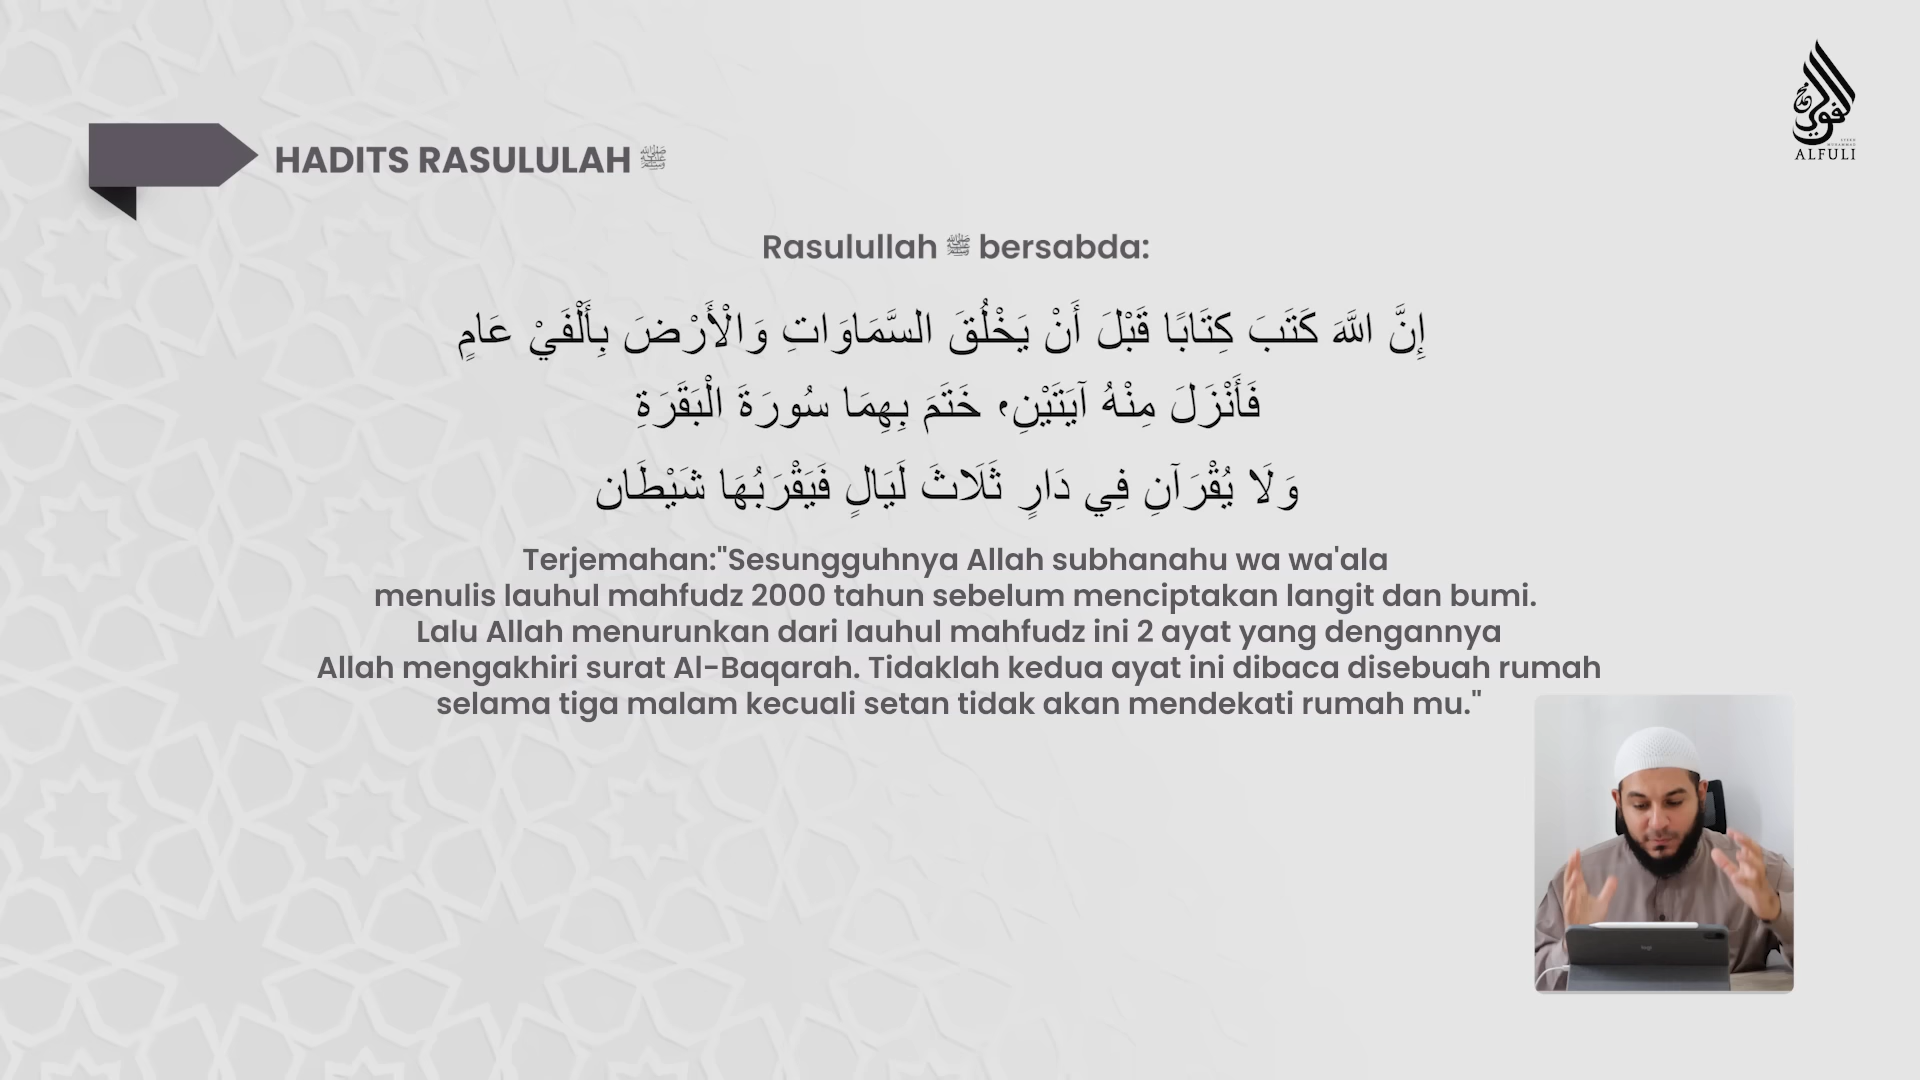 HADITS RASULULAH ﷺ
ALFULI
Rasulullah ﷺ bersabda:
إِنَّ اللَّهَ كَتَبَ كِتَابًا قَبْلَ أَنْ يَخْلُقَ السَّمَاوَاتِ وَالْأَرْضَ بِأَلْفَيْ عَامٍ
فَأَنْزَلَ مِنْهُ آيَتَيْنِ، خَتَمَ بِهِمَا سُورَةَ الْبَقَرَةِ
وَلَا يُقْرَآنِ فِي دَارٍ ثَلَاثَ لَيَالٍ فَيَقْرَبُهَا شَيْطَان
Terjemahan:"Sesungguhnya Allah subhanahu wa wa'ala
menulis lauhul mahfudz 2000 tahun sebelum menciptakan langit dan bumi.
Lalu Allah menurunkan dari lauhul mahfudz ini 2 ayat yang dengannya
Allah mengakhiri surat Al-Baqarah. Tidaklah kedua ayat ini dibaca disebuah rumah
selama tiga malam kecuali setan tidak akan mendekati rumah mu."